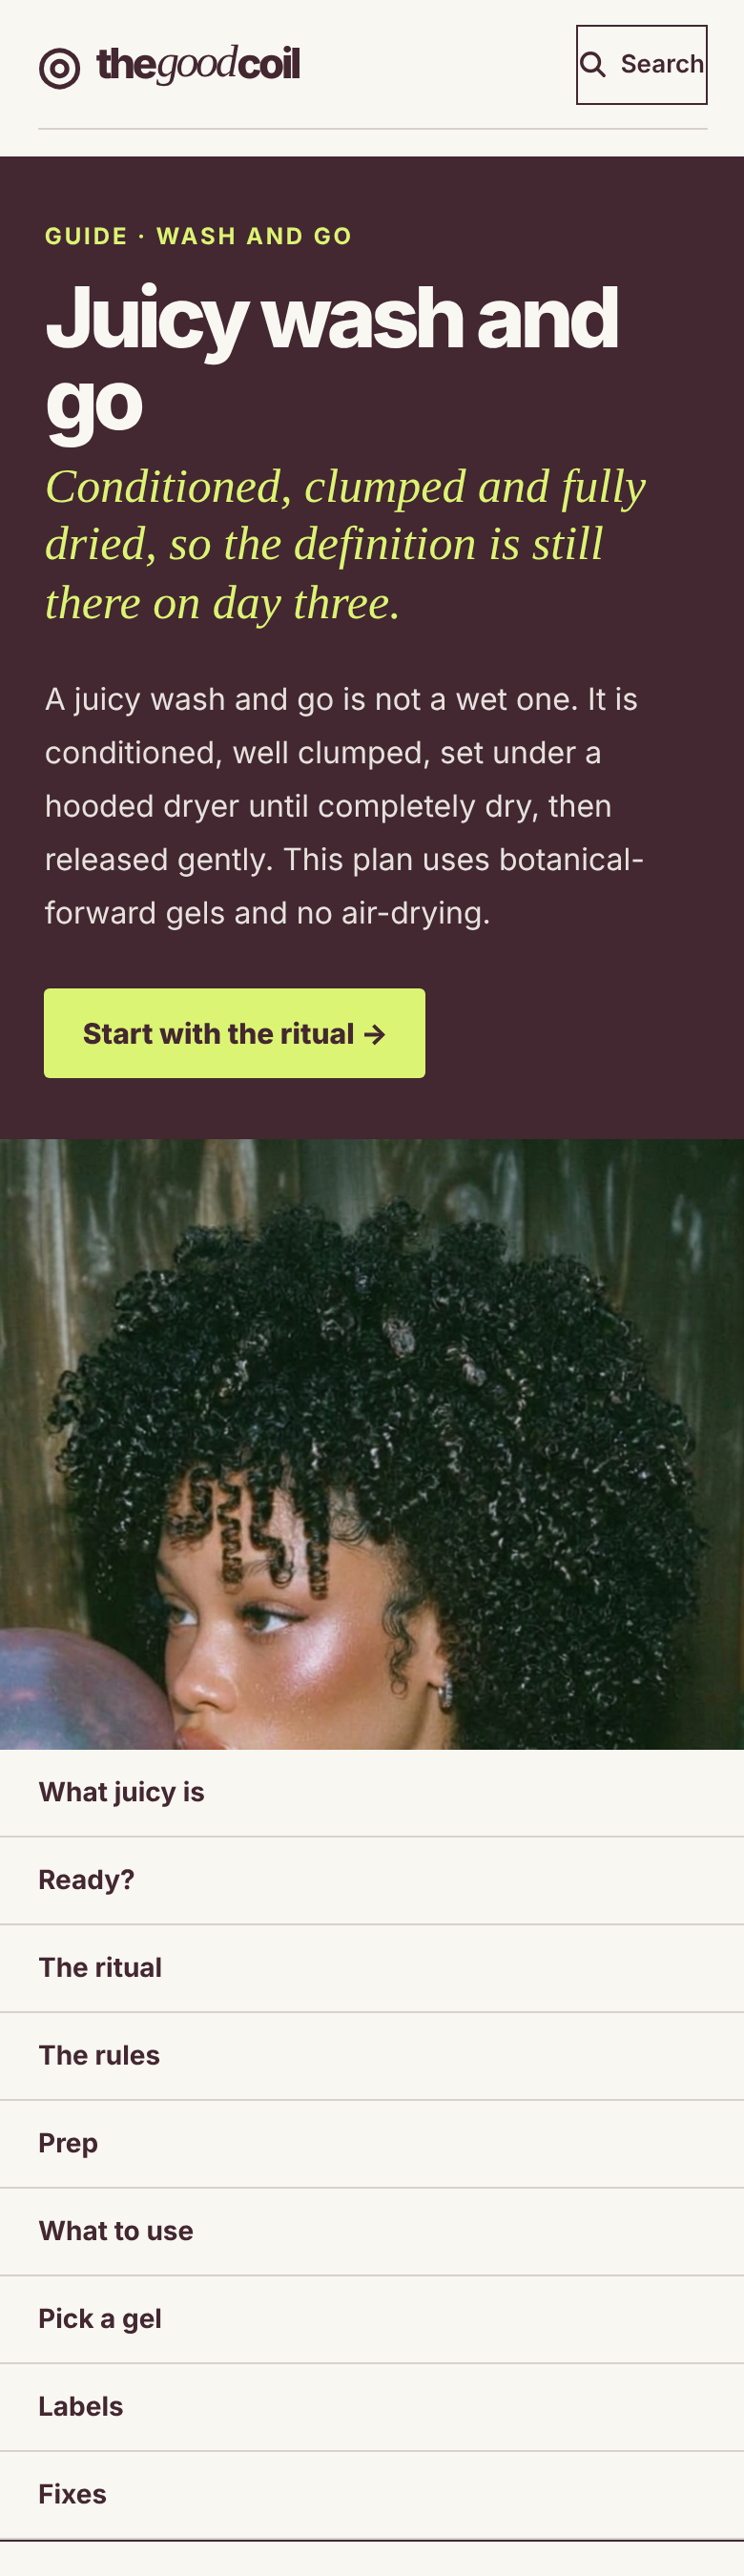 thegoodcoil
Search
GUIDE · WASH AND GO
Juicy wash and
go
Conditioned, clumped and fully
dried, so the definition is still
there on day three.
A juicy wash and go is not a wet one. It is
conditioned, well clumped, set under a
hooded dryer until completely dry, then
released gently. This plan uses botanical-
forward gels and no air-drying.
Start with the ritual →
What juicy is
Ready?
The ritual
The rules
Prep
What to use
Pick a gel
Labels
Fixes